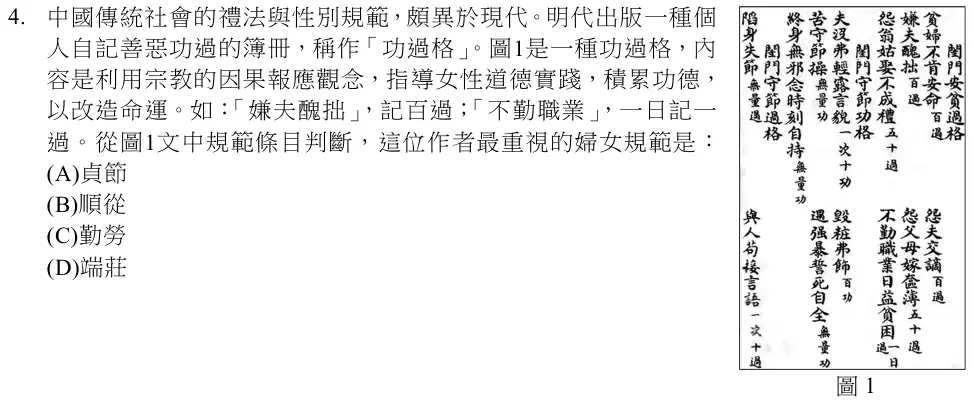 4. 中國傳統社會的禮法與性別規範，頗異於現代。明代出版一種個
人自記善惡功過的簿冊，稱作「功過格」。圖1是一種功過格，內
容是利用宗教的因果報應觀念，指導女性道德實踐，積累功德，
以改造命運。如：「嫌夫醜拙」，記百過；「不勤職業」，一日記一
過。從圖1文中規範條目判斷，這位作者最重視的婦女規範是：
(A)貞節
(B)順從
(C)勤勞
(D)端莊
閨門安貧過格
貧婦不肯安命百過 怨夫交謫百過
嫌夫醜拙百過 怨父母嫁奩薄五十過
怨翁姑娶不成禮五十過 不勤職業日益貧困一日一過
閨門守節功格
夫沒弗輕露言貌一次十功 毀粧弗飾百功
苦守節操無量功 遇强暴誓死自全無量功
終身無邪念時刻自持無量功
閨門守節過格
陷身失節無量過 與人苟接言語一次十過
圖 1